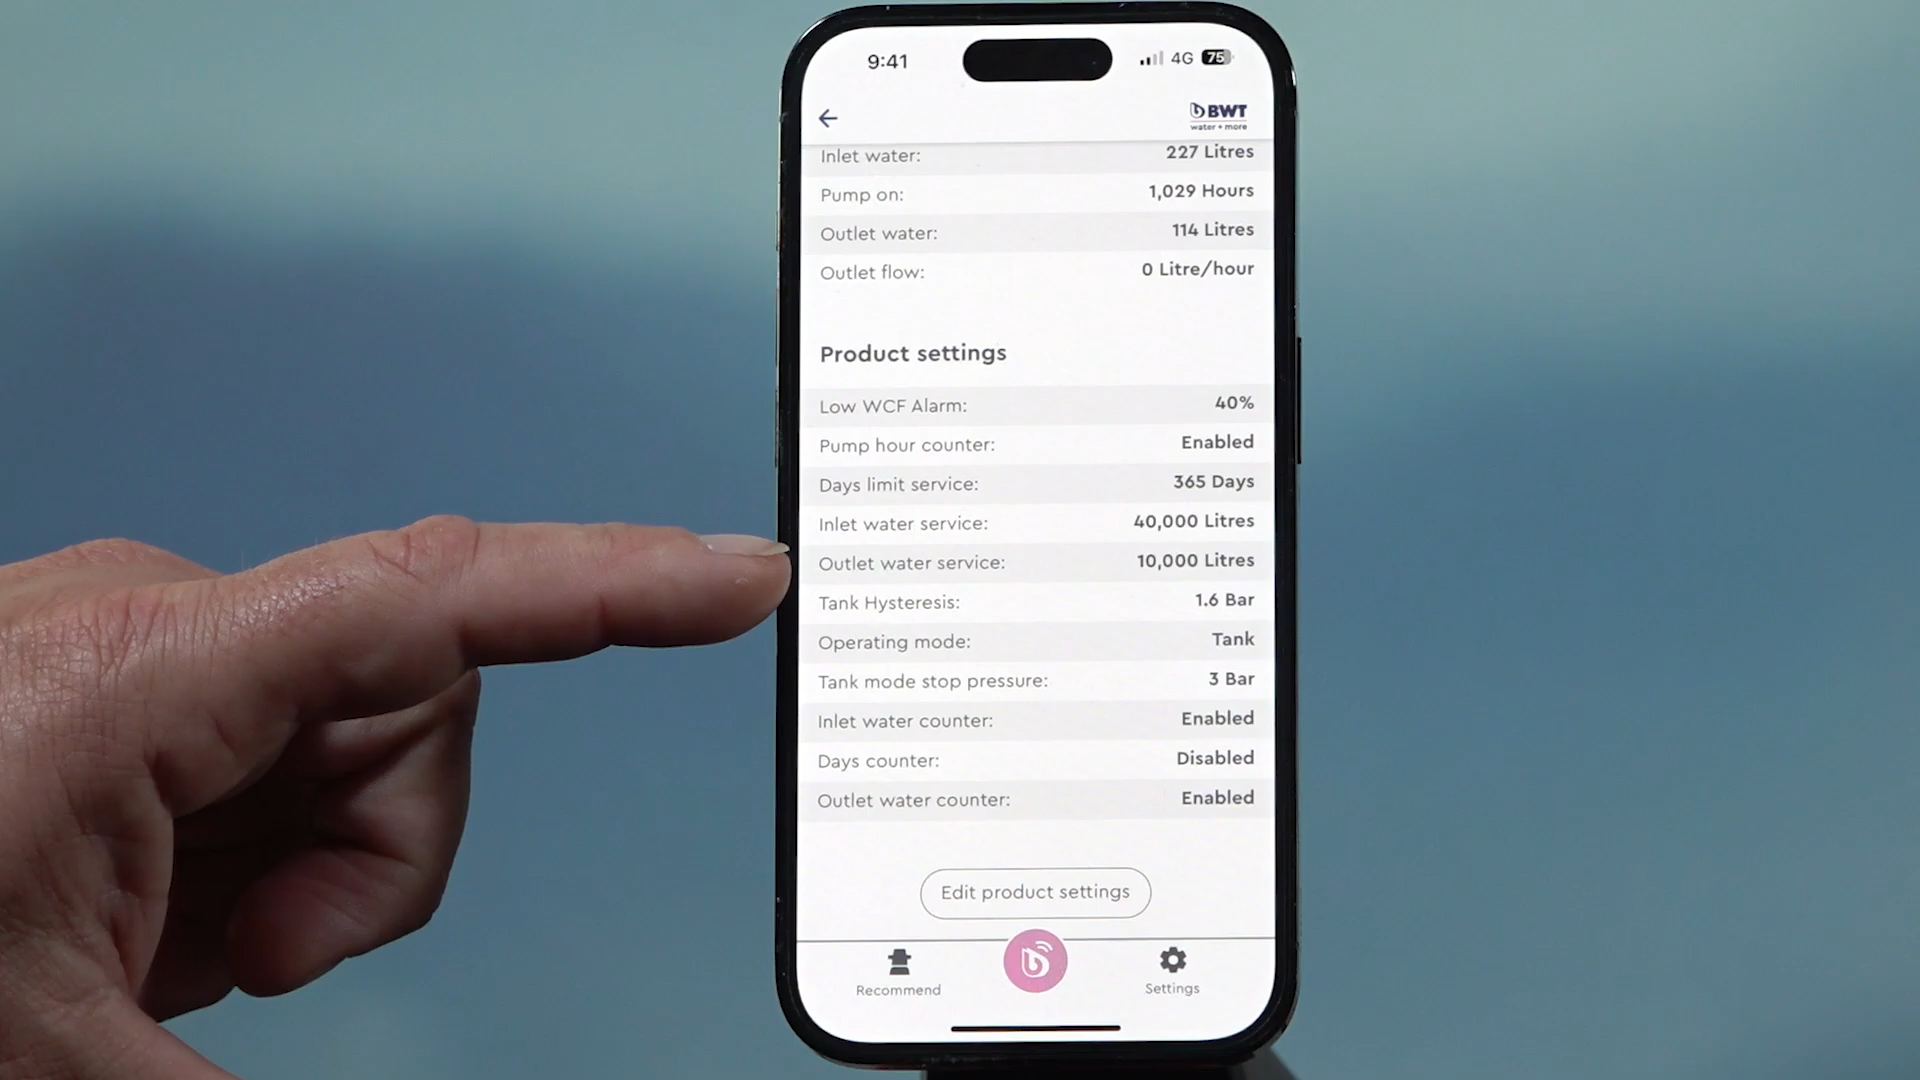 9:41
4G 75
BWT
water + more
Inlet water: 227 Litres
Pump on: 1,029 Hours
Outlet water: 114 Litres
Outlet flow: 0 Litre/hour
Product settings
Low WCF Alarm: 40%
Pump hour counter: Enabled
Days limit service: 365 Days
Inlet water service: 40,000 Litres
Outlet water service: 10,000 Litres
Tank Hysteresis: 1.6 Bar
Operating mode: Tank
Tank mode stop pressure: 3 Bar
Inlet water counter: Enabled
Days counter: Disabled
Outlet water counter: Enabled
Edit product settings
Recommend
Settings